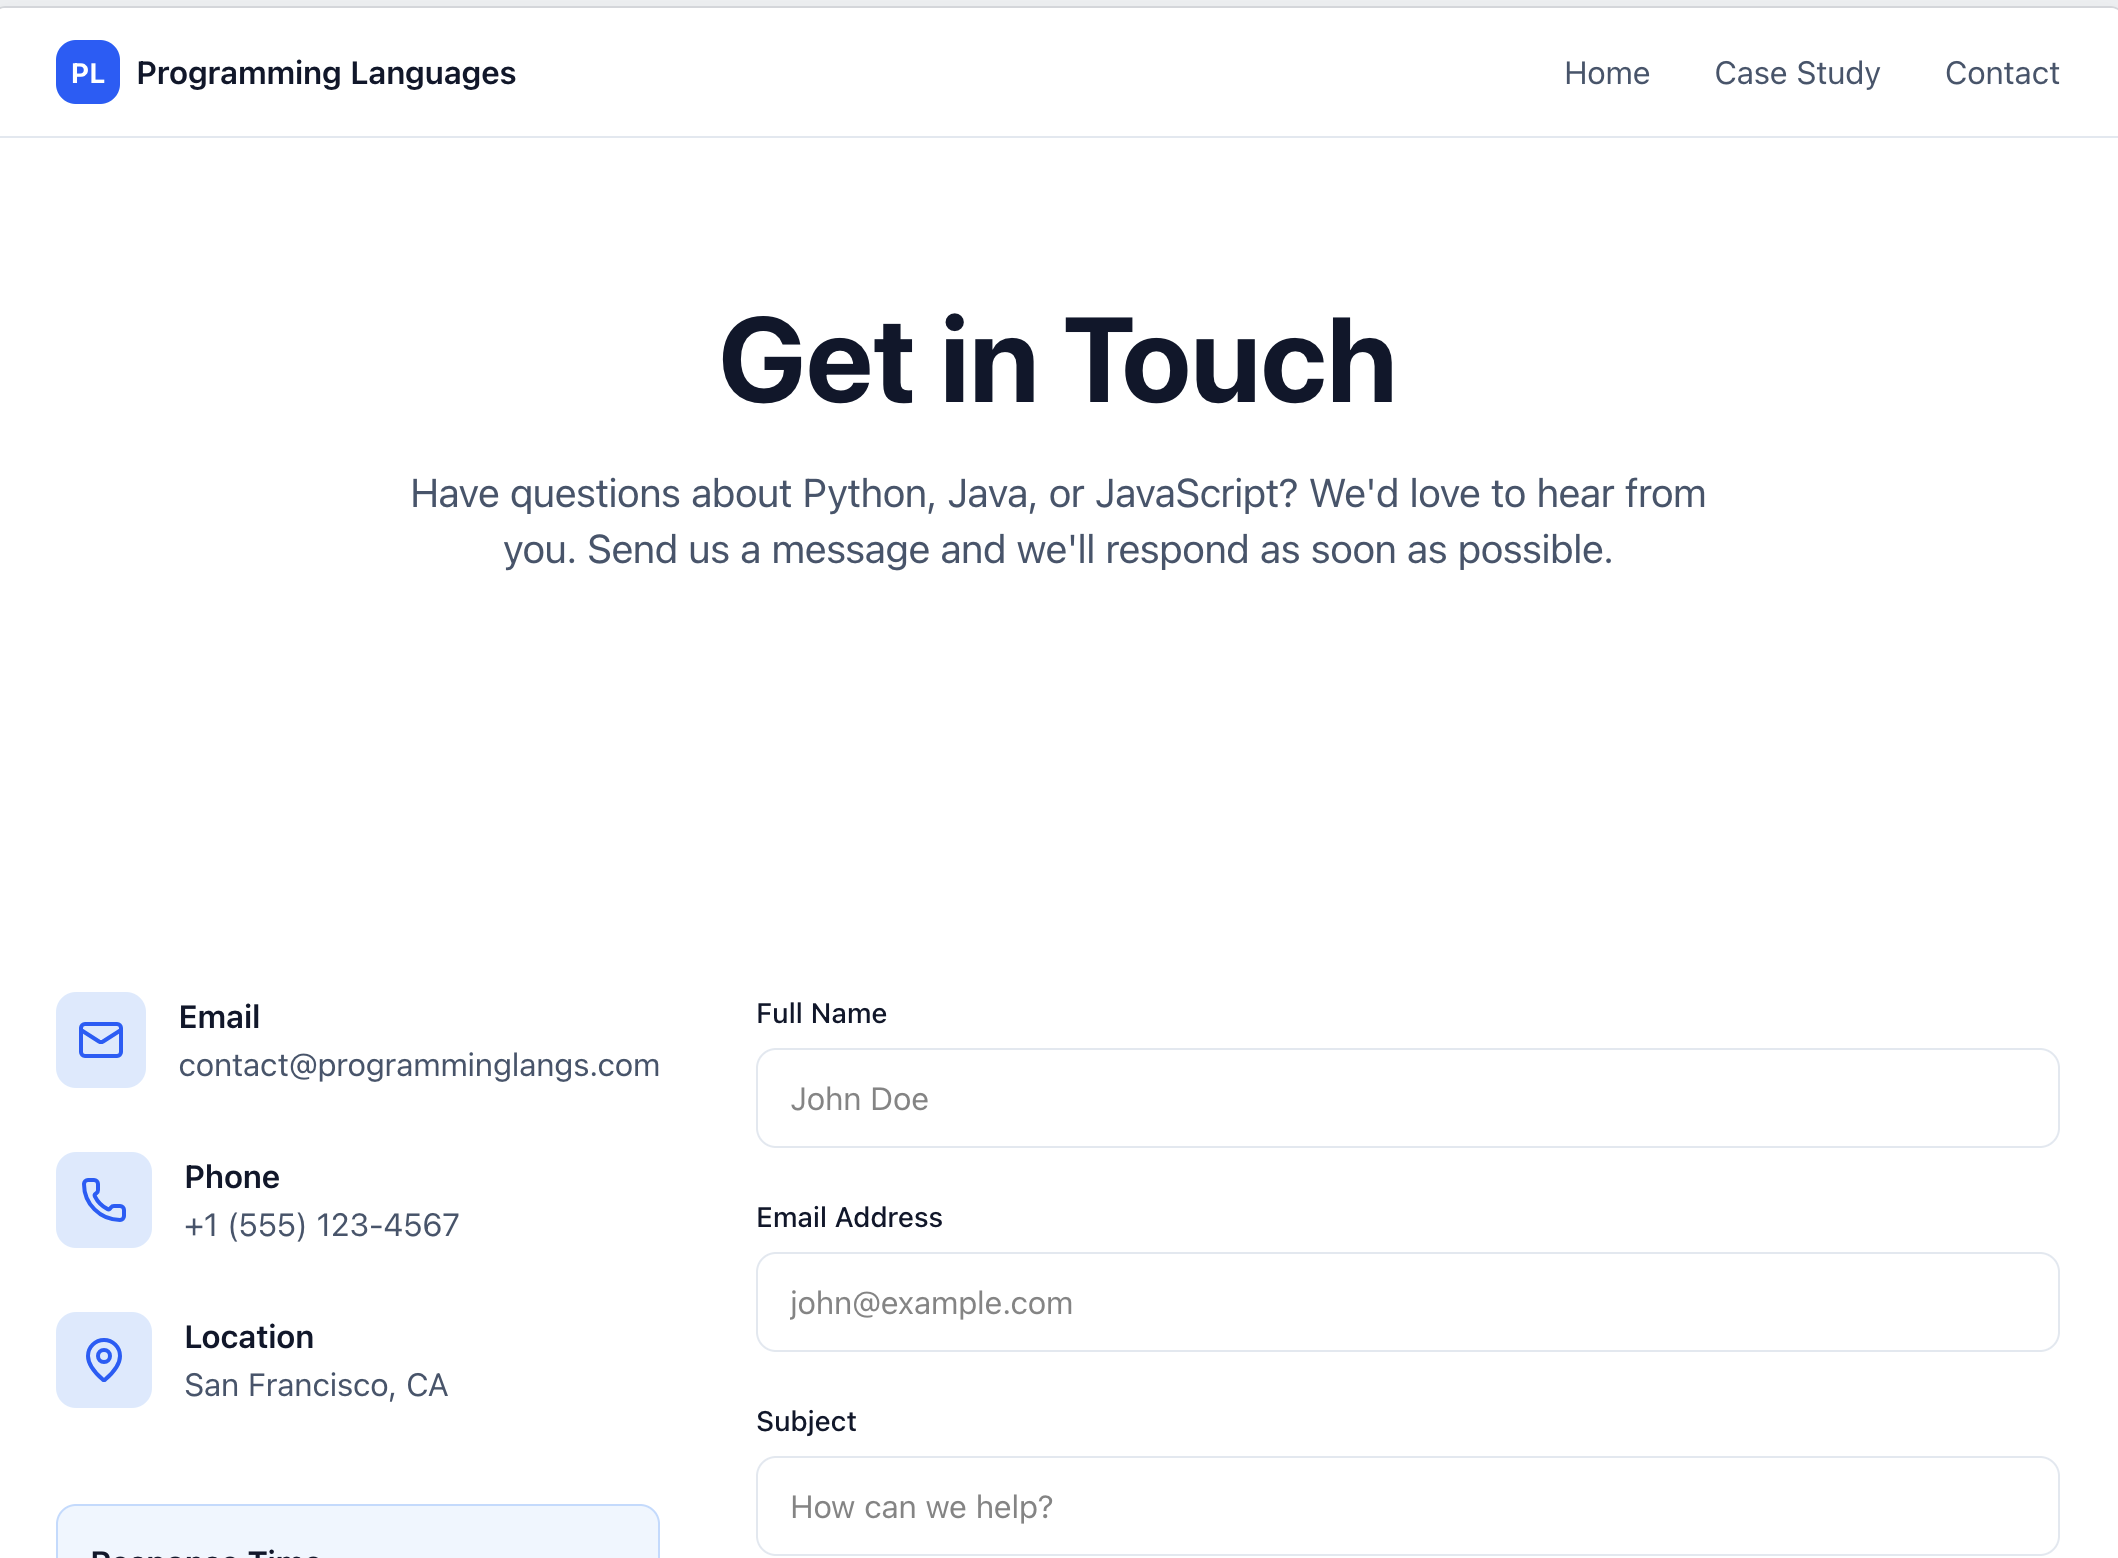 PL Programming Languages
Home Case Study Contact
Get in Touch
Have questions about Python, Java, or JavaScript? We'd love to hear from
you. Send us a message and we'll respond as soon as possible.
Email
contact@programminglangs.com
Phone
+1 (555) 123-4567
Location
San Francisco, CA
Response Time
Full Name
John Doe
Email Address
john@example.com
Subject
How can we help?